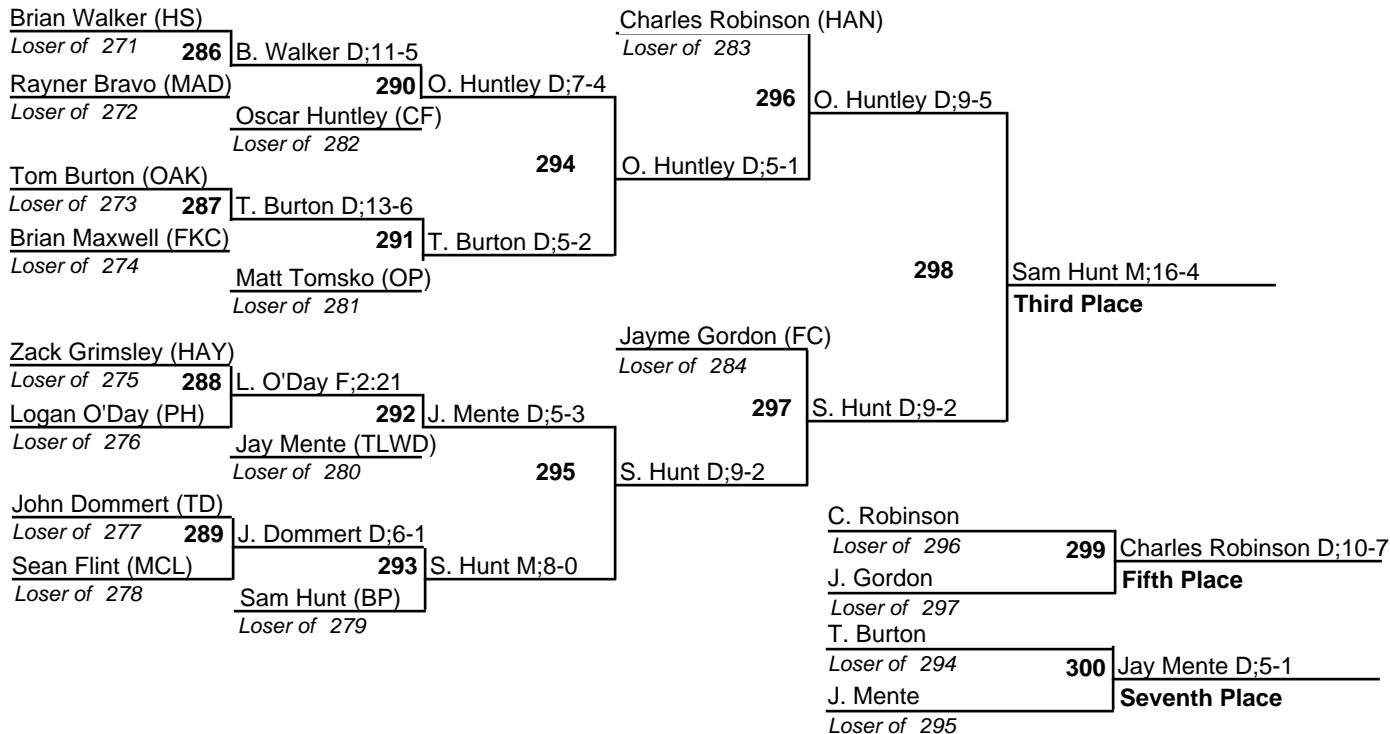 Brian Walker (HS)
Loser of 271
286
B. Walker D;11-5
Rayner Bravo (MAD)
Loser of 272
290
O. Huntley D;7-4
Oscar Huntley (CF)
Loser of 282
Tom Burton (OAK)
Loser of 273
287
T. Burton D;13-6
Brian Maxwell (FKC)
Loser of 274
291
T. Burton D;5-2
Matt Tomsko (OP)
Loser of 281
294
O. Huntley D;5-1
Charles Robinson (HAN)
Loser of 283
296
O. Huntley D;9-5
Zack Grimsley (HAY)
Loser of 275
288
L. O'Day F;2:21
Logan O'Day (PH)
Loser of 276
292
J. Mente D;5-3
Jay Mente (TLWD)
Loser of 280
John Dommert (TD)
Loser of 277
289
J. Dommert D;6-1
Sean Flint (MCL)
Loser of 278
293
S. Hunt M;8-0
Sam Hunt (BP)
Loser of 279
295
S. Hunt D;9-2
Jayme Gordon (FC)
Loser of 284
297
S. Hunt D;9-2
298
Sam Hunt M;16-4
Third Place
C. Robinson
Loser of 296
299
Charles Robinson D;10-7
J. Gordon
Fifth Place
Loser of 297
T. Burton
Loser of 294
300
Jay Mente D;5-1
J. Mente
Seventh Place
Loser of 295